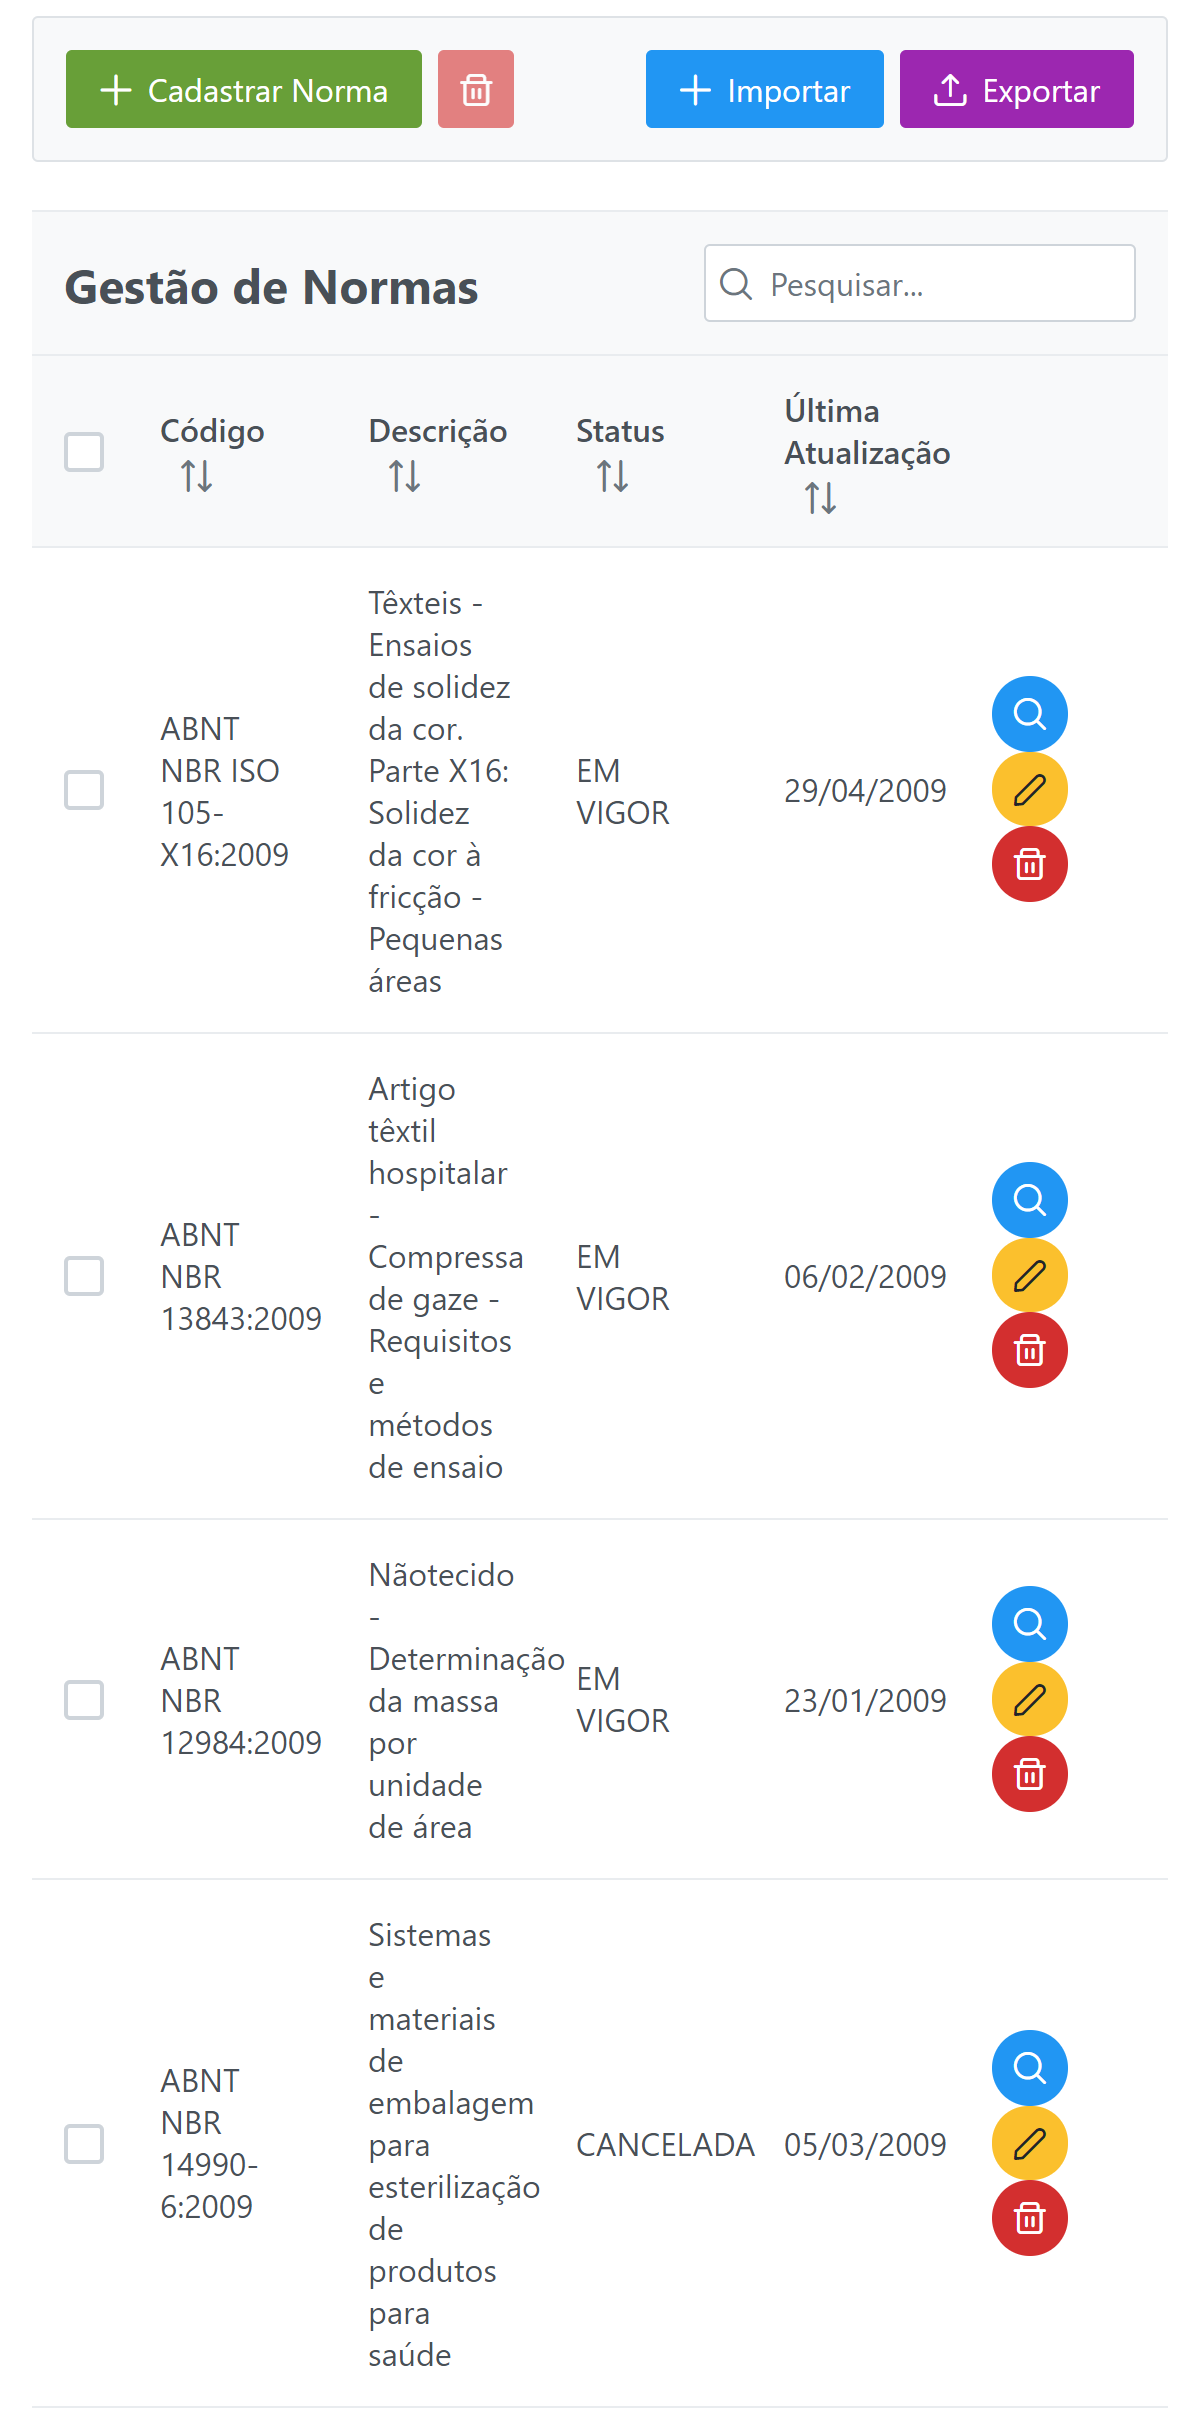 Cadastrar Norma
Importar
Exportar
Gestão de Normas
Pesquisar...
Código
Descrição
Status
Última
Atualização
ABNT
NBR ISO
105-
X16:2009
Têxteis -
Ensaios
de solidez
da cor.
Parte X16:
Solidez
da cor à
fricção -
Pequenas
áreas
EM
VIGOR
29/04/2009
ABNT
NBR
13843:2009
Artigo
têxtil
hospitalar
-
Compressa
de gaze -
Requisitos
e
métodos
de ensaio
EM
VIGOR
06/02/2009
ABNT
NBR
12984:2009
Nãotecido
-
Determinação
da massa
por
unidade
de área
EM
VIGOR
23/01/2009
ABNT
NBR
14990-
6:2009
Sistemas
e
materiais
de
embalagem
para
esterilização
de
produtos
para
saúde
CANCELADA
05/03/2009